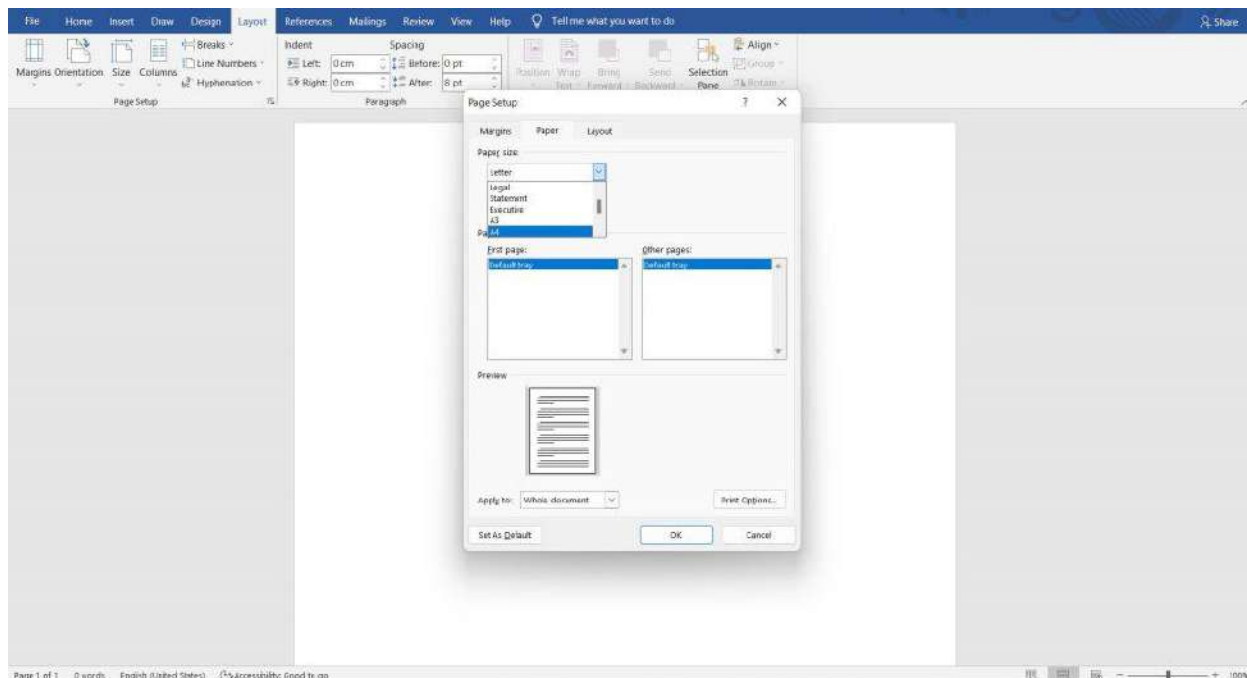 File Home Insert Draw Design Layout References Mailings Review View Help Tell me what you want to do Share
Margins Orientation Size Columns
Breaks
Line Numbers
Hyphenation
Page Setup
Indent Spacing
Left: 0 cm Before: 0 pt
Right: 0 cm After: 8 pt
Paragraph
Position Wrap Text Bring Forward Send Backward Selection Pane
Align
Group
Rotate
Page Setup ? X
Margins Paper Layout
Paper size:
Letter
Legal
Statement
Executive
A3
A4
First page: Other pages:
Default tray Default tray
Preview
Apply to: Whole document Print Options...
Set As Default OK Cancel
Page 1 of 1 0 words English (United States) Accessibility: Good to go 100%